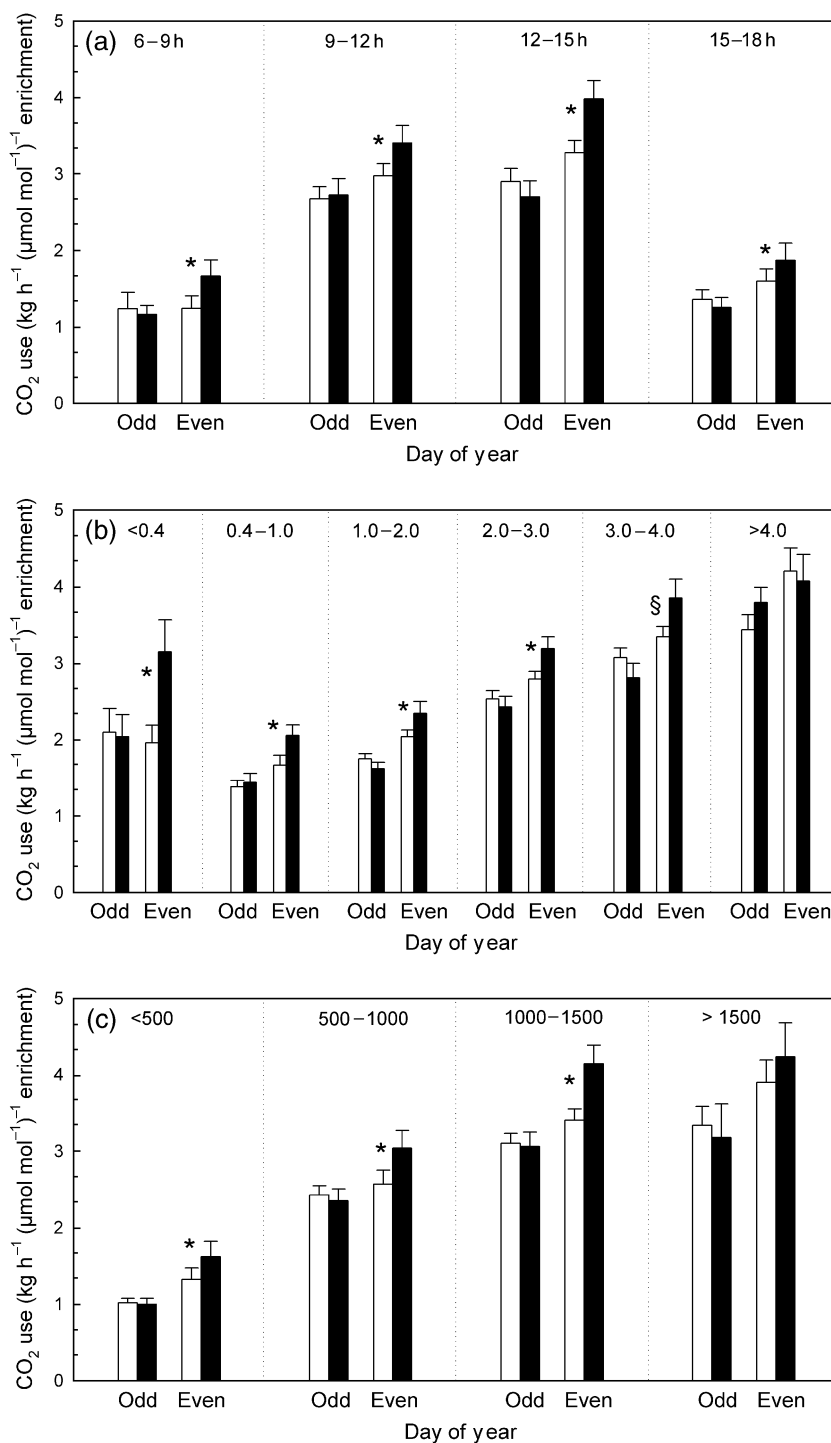 (a) 6–9 h 9–12 h 12–15 h 15–18 h
CO₂ use (kg h⁻¹ (μmol mol⁻¹)⁻¹ enrichment)
5
4
3
2
1
0
* * * *
Odd Even Odd Even Odd Even Odd Even
Day of year
(b) <0.4 0.4–1.0 1.0–2.0 2.0–3.0 3.0–4.0 >4.0
CO₂ use (kg h⁻¹ (μmol mol⁻¹)⁻¹ enrichment)
5
4
3
2
1
0
* * * * §
Odd Even Odd Even Odd Even Odd Even Odd Even Odd Even
Day of year
(c) <500 500–1000 1000–1500 > 1500
CO₂ use (kg h⁻¹ (μmol mol⁻¹)⁻¹ enrichment)
5
4
3
2
1
0
* * *
Odd Even Odd Even Odd Even Odd Even
Day of year